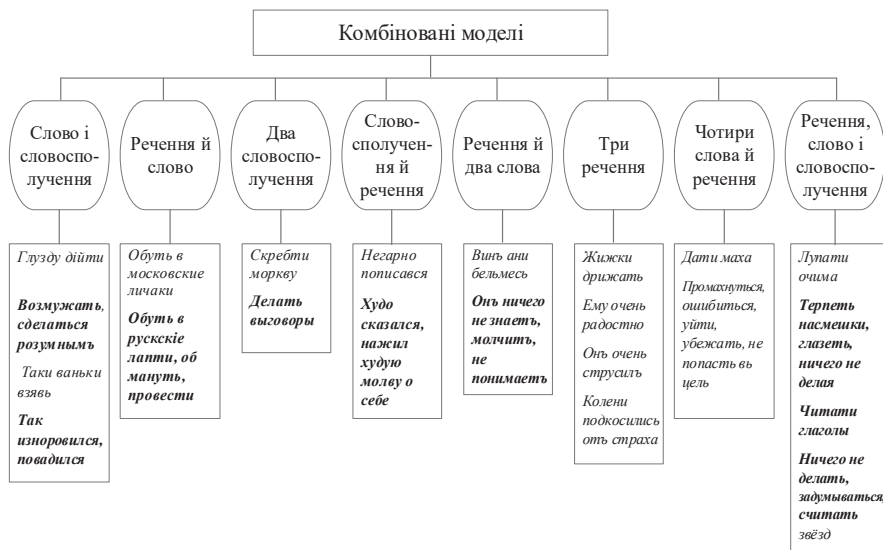 Комбіновані моделі
Слово і
словоспо-
лучення
Речення й
слово
Два
словоспо-
лучення
Слово-
сполучен-
ня й
речення
Речення й
два слова
Три
речення
Чотири
слова й
речення
Речення,
слово і
словоспо-
лучення
Глузду дійти
Возмужать,
сделаться
розумнымъ
Таки ваньки
взявь
Так
изноровился,
повадился
Обуть в
московские
личаки
Обуть в
рускскіе
лапти, об
мануть,
провести
Скребти
моркву
Делать
выговоры
Негарно
пописався
Худо
сказался,
нажил
худую
молву о
себе
Винъ ани
бельмесь
Онъ ничего
не знаетъ,
молчитъ,
не
понимаетъ
Жижки
дрижать
Ему очень
радостно
Онъ очень
струсилъ
Колени
подкосились
отъ страха
Дати маха
Промахнуться,
ошибиться,
уйти,
убежать, не
попасть вь
цель
Лупати
очима
Терпеть
насмешки,
глазеть,
ничего не
делая
Читати
глаголы
Ничего не
делать,
задумываться,
считать
звёзд